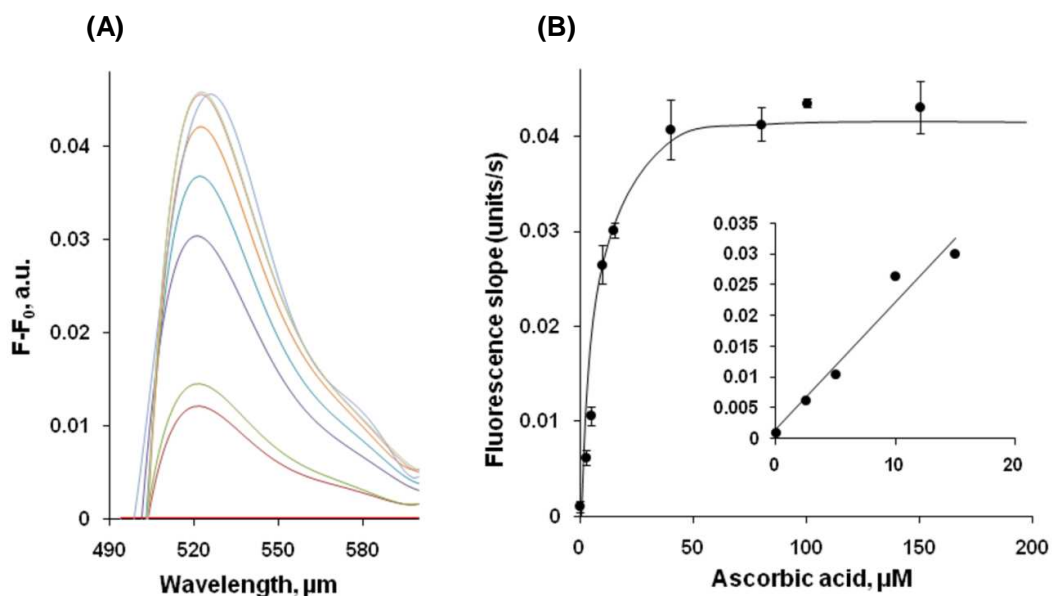 (A)
(B)
F-F0, a.u.
0.04
0.03
0.02
0.01
0
490 520 550 580
Wavelength, µm
Fluorescence slope (units/s)
0.04
0.03
0.02
0.01
0
0 50 100 150 200
Ascorbic acid, µM
0.035
0.03
0.025
0.02
0.015
0.01
0.005
0
0 10 20